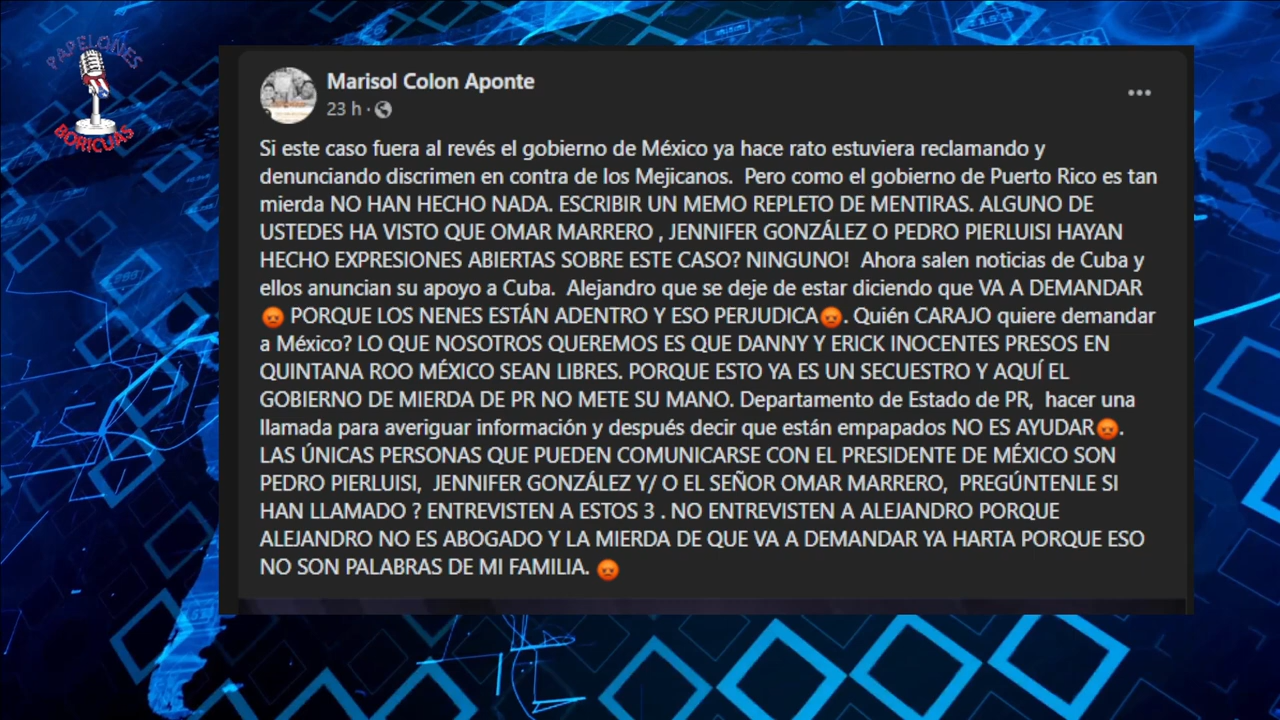 PAPELONES
BORICUAS
Marisol Colon Aponte
23 h ·
Si este caso fuera al revés el gobierno de México ya hace rato estuviera reclamando y
denunciando discrimen en contra de los Mejicanos.  Pero como el gobierno de Puerto Rico es tan
mierda NO HAN HECHO NADA. ESCRIBIR UN MEMO REPLETO DE MENTIRAS. ALGUNO DE
USTEDES HA VISTO QUE OMAR MARRERO , JENNIFER GONZÁLEZ O PEDRO PIERLUISI HAYAN
HECHO EXPRESIONES ABIERTAS SOBRE ESTE CASO? NINGUNO!  Ahora salen noticias de Cuba y
ellos anuncian su apoyo a Cuba.  Alejandro que se deje de estar diciendo que VA A DEMANDAR
😡 PORQUE LOS NENES ESTÁN ADENTRO Y ESO PERJUDICA😡. Quién CARAJO quiere demandar
a México? LO QUE NOSOTROS QUEREMOS ES QUE DANNY Y ERICK INOCENTES PRESOS EN
QUINTANA ROO MÉXICO SEAN LIBRES. PORQUE ESTO YA ES UN SECUESTRO Y AQUÍ EL
GOBIERNO DE MIERDA DE PR NO METE SU MANO. Departamento de Estado de PR,  hacer una
llamada para averiguar información y después decir que están empapados NO ES AYUDAR😡.
LAS ÚNICAS PERSONAS QUE PUEDEN COMUNICARSE CON EL PRESIDENTE DE MÉXICO SON
PEDRO PIERLUISI,  JENNIFER GONZÁLEZ Y/ O EL SEÑOR OMAR MARRERO,  PREGÚNTENLE SI
HAN LLAMADO ? ENTREVISTEN A ESTOS 3 . NO ENTREVISTEN A ALEJANDRO PORQUE
ALEJANDRO NO ES ABOGADO Y LA MIERDA DE QUE VA A DEMANDAR YA HARTA PORQUE ESO
NO SON PALABRAS DE MI FAMILIA. 😡